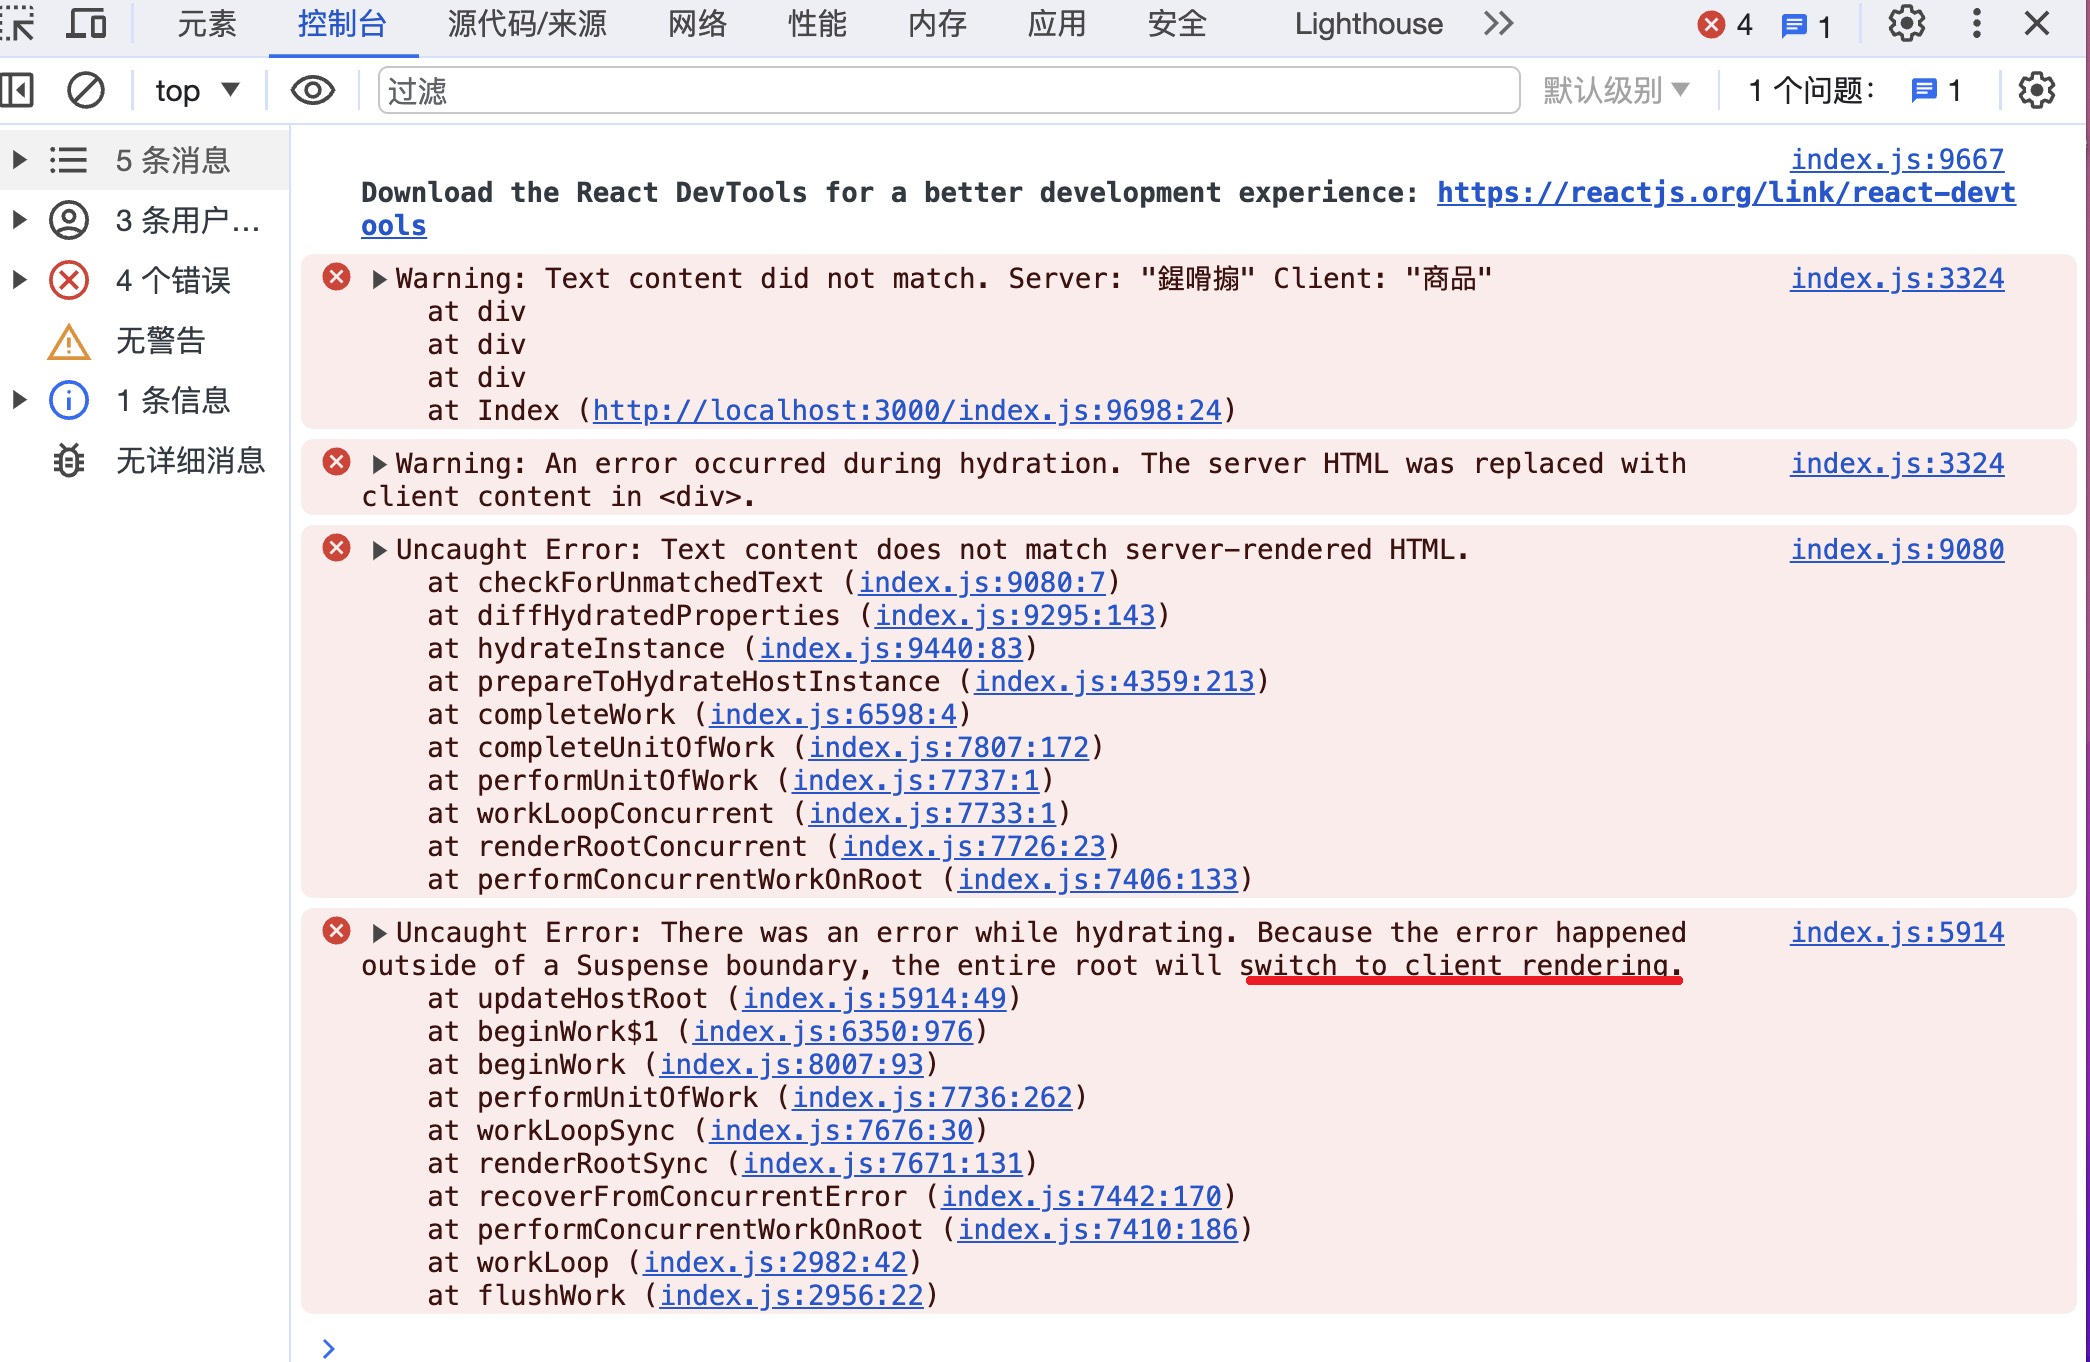 元素 控制台 源代码/来源 网络 性能 内存 应用 安全 Lighthouse 4 1
top 过滤 默认级别 1 个问题： 1
5 条消息
3 条用户...
4 个错误
无警告
1 条信息
无详细消息
index.js:9667
Download the React DevTools for a better development experience: https://reactjs.org/link/react-devt
ools
Warning: Text content did not match. Server: "鍟嗗搧" Client: "商品" index.js:3324
at div
at div
at div
at Index (http://localhost:3000/index.js:9698:24)
Warning: An error occurred during hydration. The server HTML was replaced with index.js:3324
client content in <div>.
Uncaught Error: Text content does not match server-rendered HTML. index.js:9080
at checkForUnmatchedText (index.js:9080:7)
at diffHydratedProperties (index.js:9295:143)
at hydrateInstance (index.js:9440:83)
at prepareToHydrateHostInstance (index.js:4359:213)
at completeWork (index.js:6598:4)
at completeUnitOfWork (index.js:7807:172)
at performUnitOfWork (index.js:7737:1)
at workLoopConcurrent (index.js:7733:1)
at renderRootConcurrent (index.js:7726:23)
at performConcurrentWorkOnRoot (index.js:7406:133)
Uncaught Error: There was an error while hydrating. Because the error happened index.js:5914
outside of a Suspense boundary, the entire root will switch to client rendering.
at updateHostRoot (index.js:5914:49)
at beginWork$1 (index.js:6350:976)
at beginWork (index.js:8007:93)
at performUnitOfWork (index.js:7736:262)
at workLoopSync (index.js:7676:30)
at renderRootSync (index.js:7671:131)
at recoverFromConcurrentError (index.js:7442:170)
at performConcurrentWorkOnRoot (index.js:7410:186)
at workLoop (index.js:2982:42)
at flushWork (index.js:2956:22)